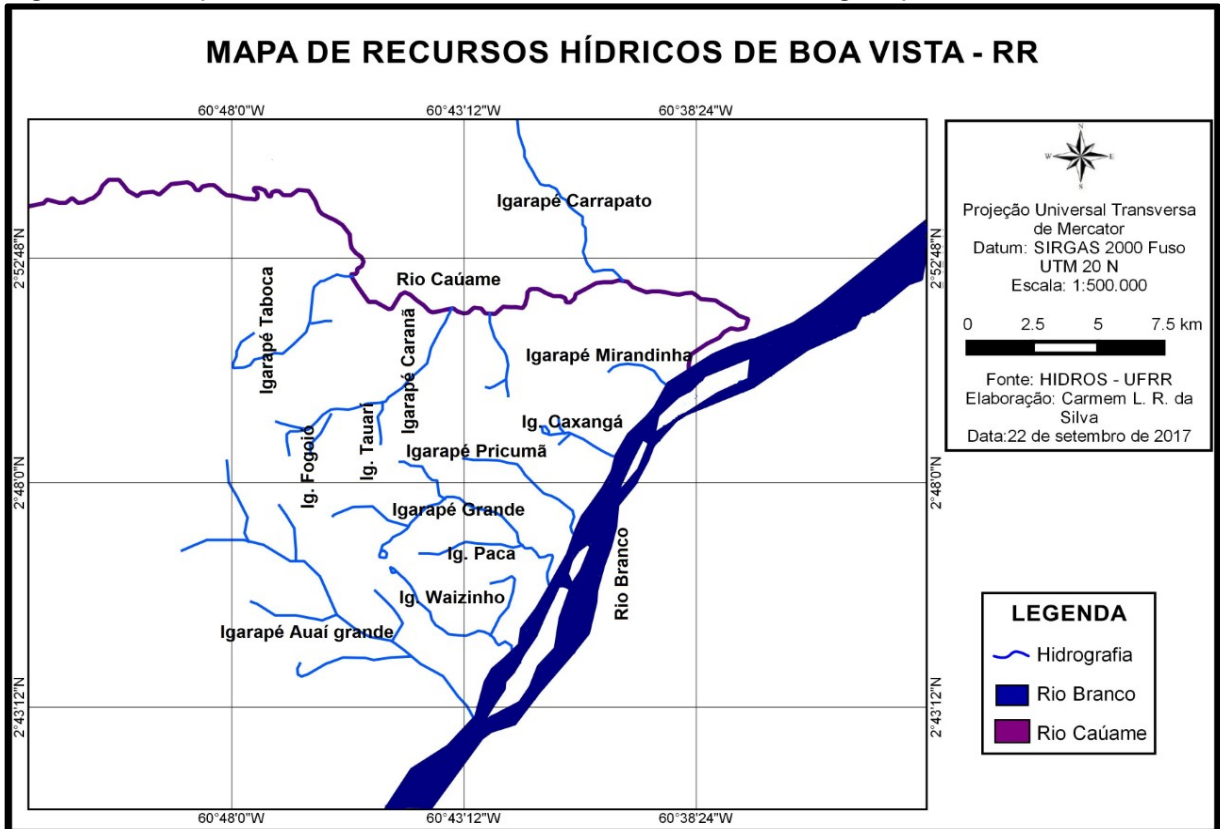 MAPA DE RECURSOS HÍDRICOS DE BOA VISTA - RR
60°48'0"W
60°43'12"W
60°38'24"W
2°52'48"N
2°48'0"N
2°43'12"N
Igarapé Carrapato
Rio Caúame
Igarapé Taboca
Igarapé Caranã
Igarapé Mirandinha
Ig. Caxangá
Ig. Tauarí
Ig. Fogoió
Igarapé Pricumã
Igarapé Grande
Ig. Paca
Ig. Waizinho
Rio Branco
Igarapé Auaí grande
2°52'48"N
2°48'0"N
2°43'12"N
60°48'0"W
60°43'12"W
60°38'24"W
N
W
E
S
Projeção Universal Transversa
de Mercator
Datum: SIRGAS 2000 Fuso
UTM 20 N
Escala: 1:500.000
0 2.5 5 7.5 km
Fonte: HIDROS - UFRR
Elaboração: Carmem L. R. da
Silva
Data:22 de setembro de 2017
LEGENDA
Hidrografia
Rio Branco
Rio Caúame